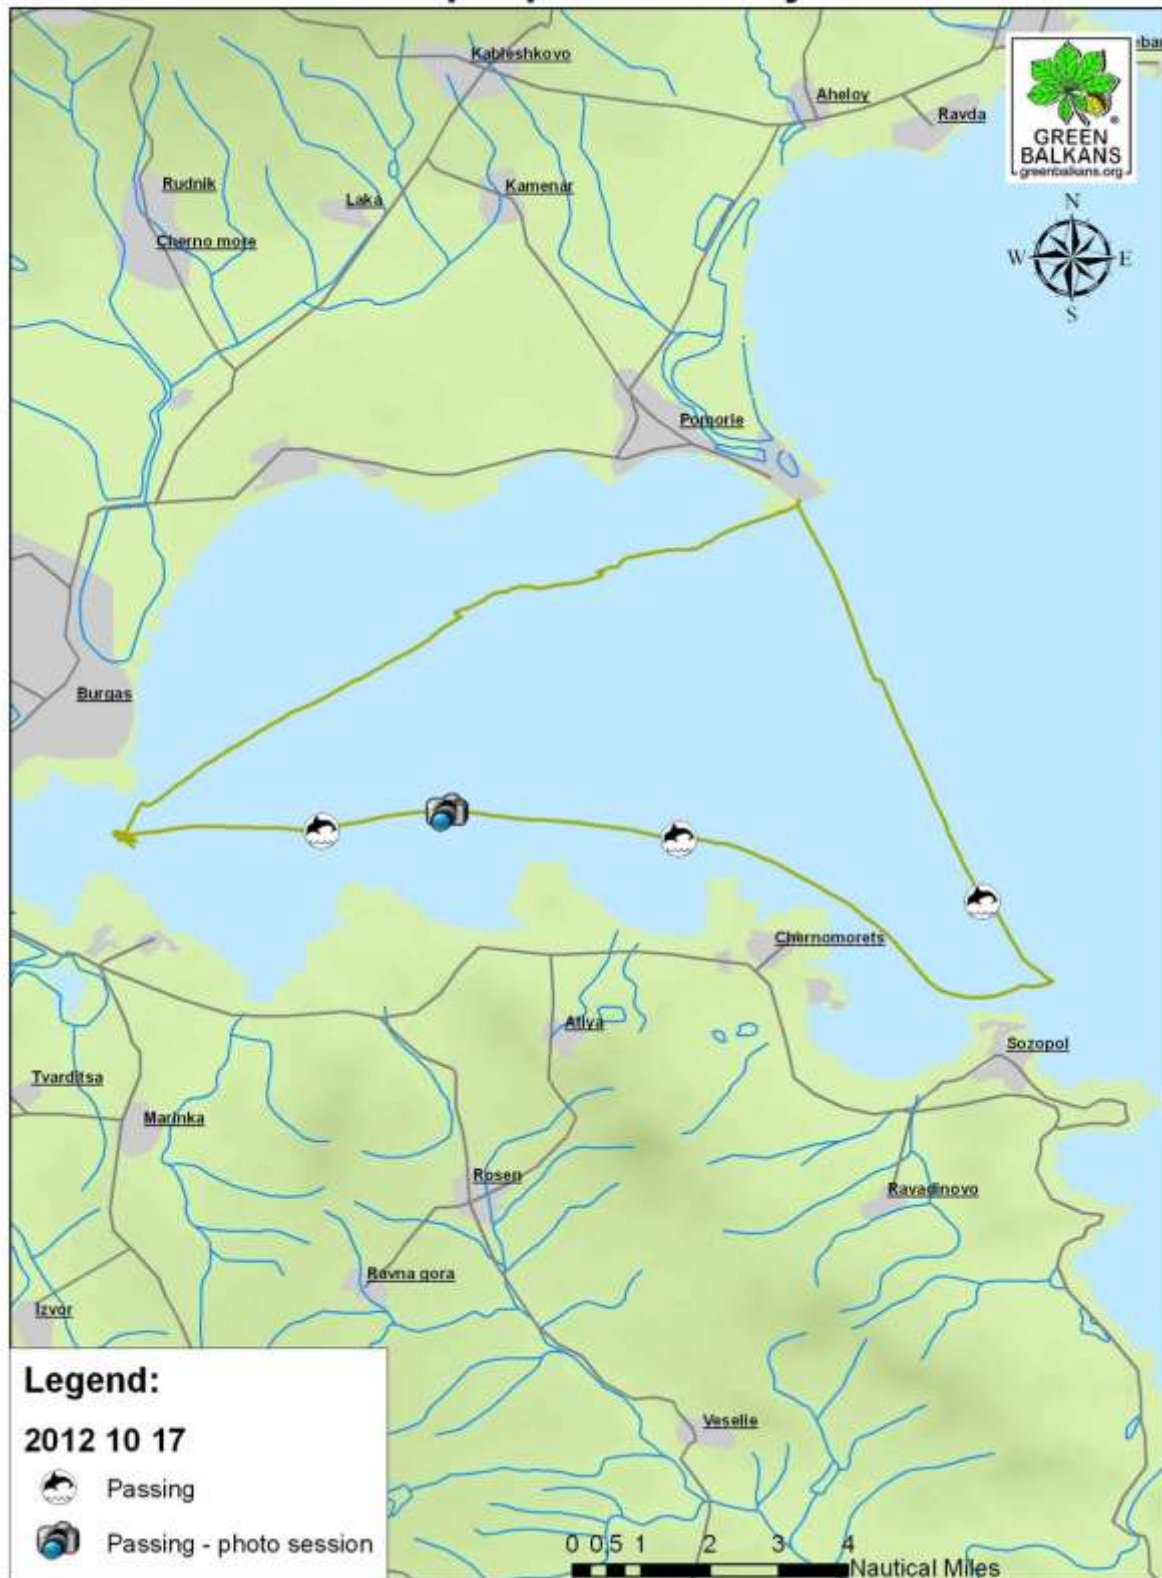 Kableshkovo
Aheloy
Ravda
GREEN
BALKANS
greenbalkans.org
Rudnik
Laka
Kamenar
Cherno more
N
W
E
S
Pomorie
Burgas
Chernomorets
Atiya
Sozopol
Tvarditsa
Marinka
Rosen
Ravadinovo
Ravna gora
Izvor
Legend:
2012 10 17
Passing
Passing - photo session
Veselie
0 0.5 1 2 3 4
Nautical Miles